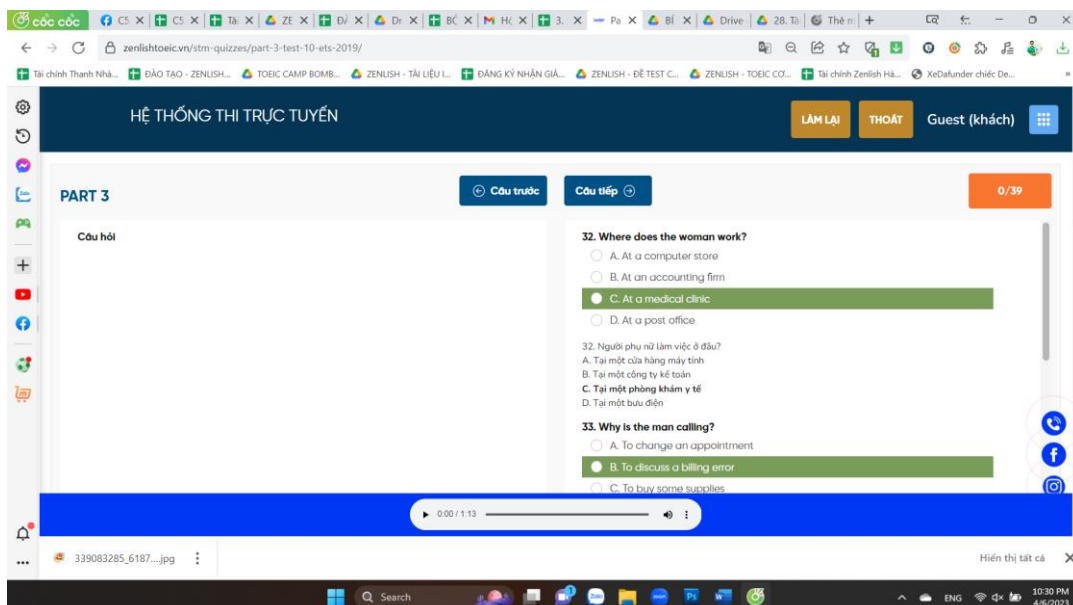 cốc cốc
zenlishtoeic.vn/stm-quizzes/part-3-test-10-ets-2019/
Tài chính Thanh Nhà...
ĐÀO TẠO - ZENLISH...
TOEIC CAMP BOMB...
ZENLISH - TÀI LIỆU L...
ĐĂNG KÝ NHẬN GIÁ...
ZENLISH - ĐỀ TEST C...
ZENLISH - TOEIC CƠ...
Tài chính Zenlish Hà...
XeDafunder chiếc De...
HỆ THỐNG THI TRỰC TUYẾN
LÀM LẠI
THOÁT
Guest (khách)
PART 3
Câu trước
Câu tiếp
0/39
Câu hỏi
32. Where does the woman work?
A. At a computer store
B. At an accounting firm
C. At a medical clinic
D. At a post office
32. Người phụ nữ làm việc ở đâu?
A. Tại một cửa hàng máy tính
B. Tại một công ty kế toán
C. Tại một phòng khám y tế
D. Tại một bưu điện
33. Why is the man calling?
A. To change an appointment
B. To discuss a billing error
C. To buy some supplies
0:00 / 1:13
339083285_6187....jpg
Hiển thị tất cả
Search
ENG
10:30 PM
4/6/2023